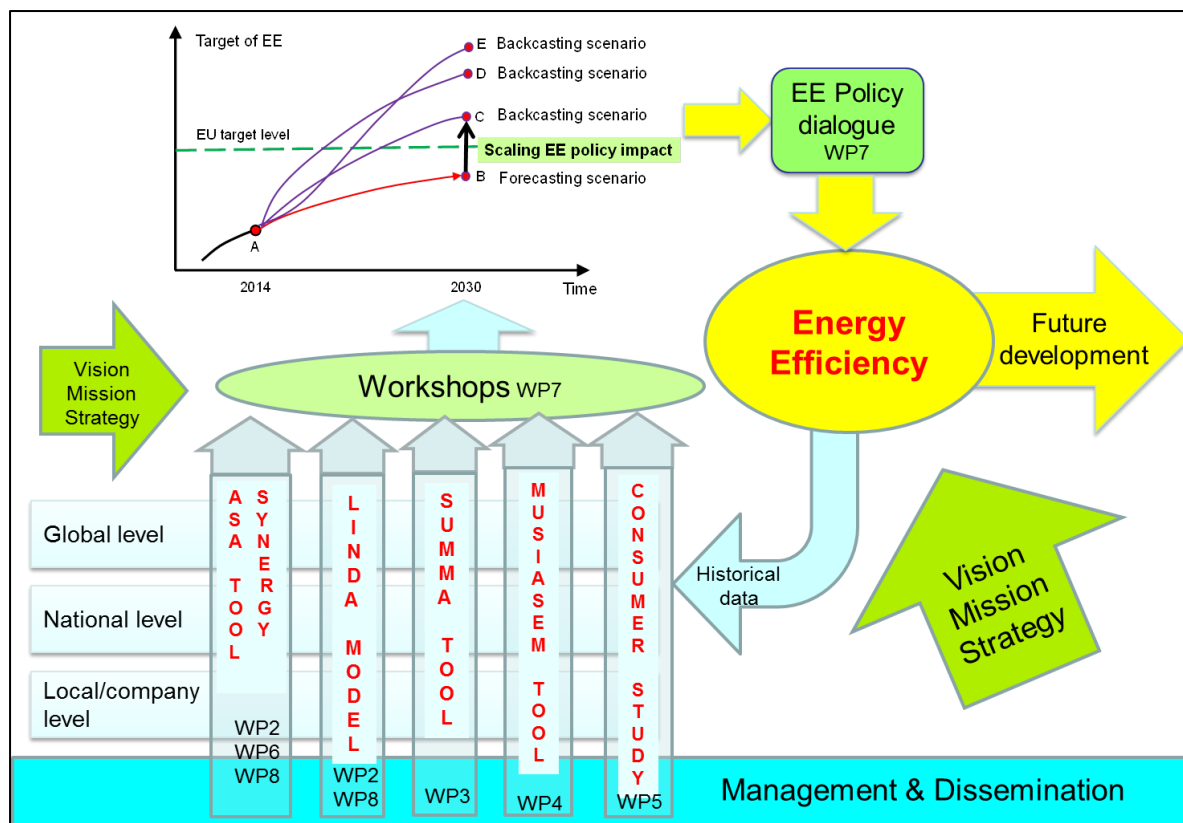 Target of EE
E Backcasting scenario
D Backcasting scenario
C Backcasting scenario
EU target level
Scaling EE policy impact
B Forecasting scenario
A
2014
2030
Time
EE Policy
dialogue
WP7
Energy
Efficiency
Future
development
Vision
Mission
Strategy
Workshops WP7
Global level
National level
Local/company
level
ASA TOOL
SYNERGY
WP2
WP6
WP8
LINDA MODEL
WP2
WP8
SUMMA TOOL
WP3
MUSIASEM TOOL
WP4
CONSUMER STUDY
WP5
Historical
data
Vision
Mission
Strategy
Management & Dissemination